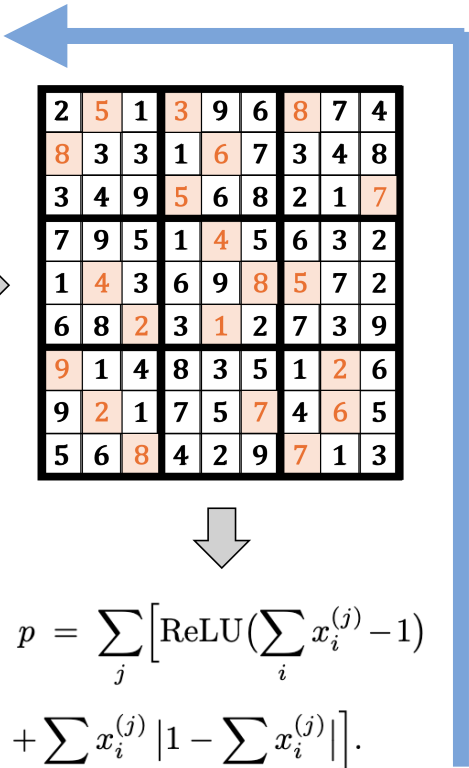 2 5 1 3 9 6 8 7 4
8 3 3 1 6 7 3 4 8
3 4 9 5 6 8 2 1 7
7 9 5 1 4 5 6 3 2
1 4 3 6 9 8 5 7 2
6 8 2 3 1 2 7 3 9
9 1 4 8 3 5 1 2 6
9 2 1 7 5 7 4 6 5
5 6 8 4 2 9 7 1 3
p = ∑_j [ReLU(∑_i x_i^{(j)} − 1)
+ ∑ x_i^{(j)} |1 − ∑ x_i^{(j)}|].